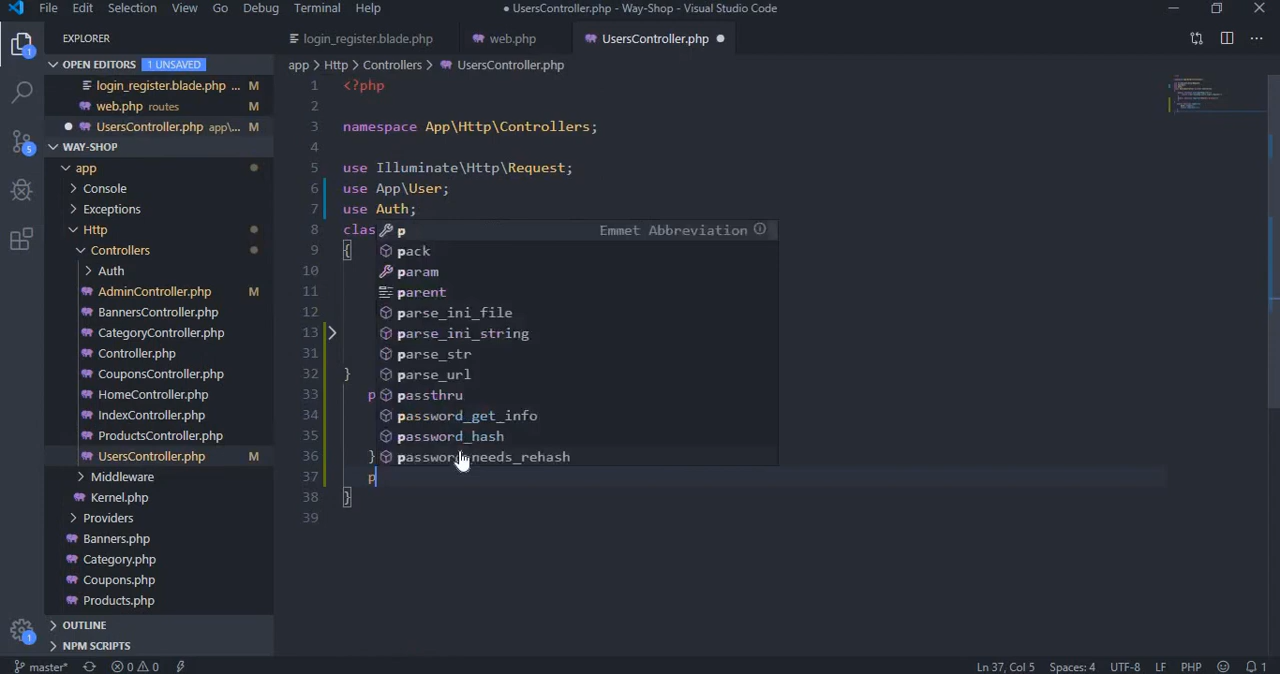 File Edit Selection View Go Debug Terminal Help
● UsersController.php - Way-Shop - Visual Studio Code
EXPLORER
OPEN EDITORS 1 UNSAVED
login_register.blade.php ... M
web.php routes M
UsersController.php app\... M
WAY-SHOP
app
Console
Exceptions
Http
Controllers
Auth
AdminController.php M
BannersController.php
CategoryController.php
Controller.php
CouponsController.php
HomeController.php
IndexController.php
ProductsController.php
UsersController.php M
Middleware
Kernel.php
Providers
Banners.php
Category.php
Coupons.php
Products.php
OUTLINE
NPM SCRIPTS
1
5
1
login_register.blade.php web.php UsersController.php
app > Http > Controllers > UsersController.php
1 <?php
2
3 namespace App\Http\Controllers;
4
5 use Illuminate\Http\Request;
6 use App\User;
7 use Auth;
8 clas
9 {
10
11
12
13
31
32 }
33 p
34
35
36 }
37 p
38 }
39
p Emmet Abbreviation
pack
param
parent
parse_ini_file
parse_ini_string
parse_str
parse_url
passthru
password_get_info
password_hash
password_needs_rehash
master* 0 0 Ln 37, Col 5 Spaces: 4 UTF-8 LF PHP 1